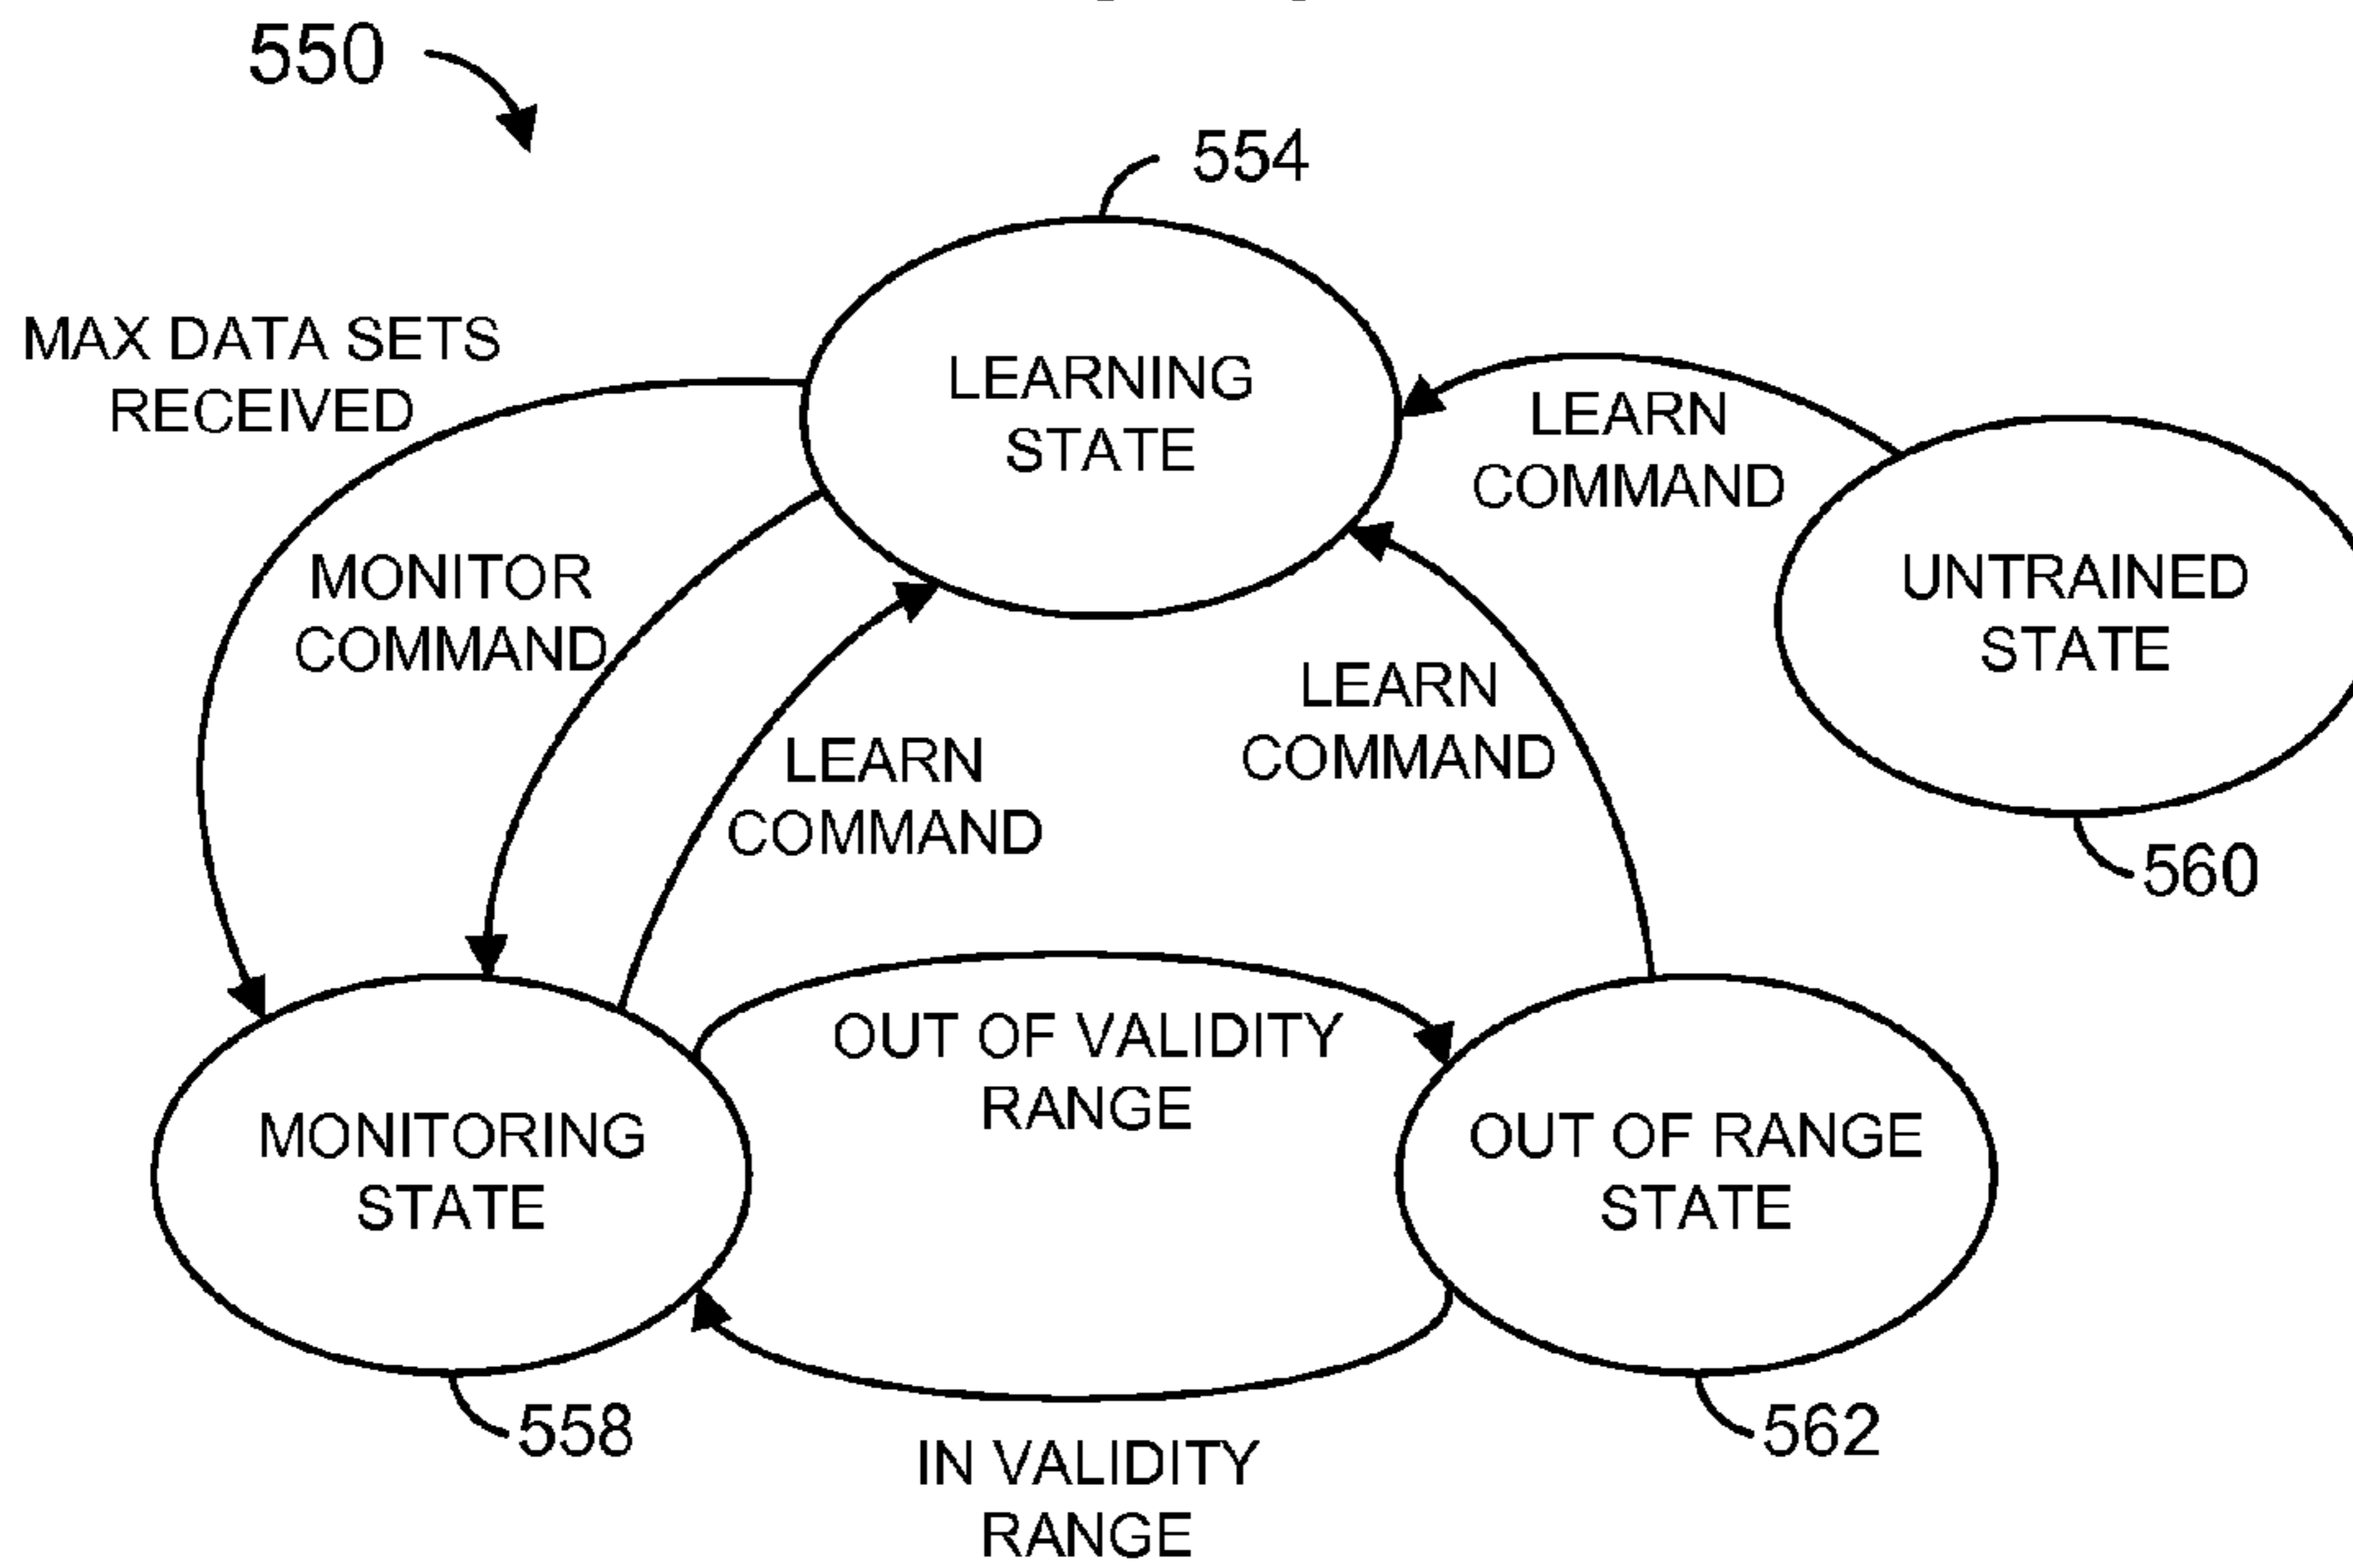 550
554
MAX DATA SETS
RECEIVED
LEARNING
STATE
LEARN
COMMAND
MONITOR
COMMAND
UNTRAINED
STATE
LEARN
COMMAND
LEARN
COMMAND
560
OUT OF VALIDITY
RANGE
MONITORING
STATE
OUT OF RANGE
STATE
558
562
IN VALIDITY
RANGE